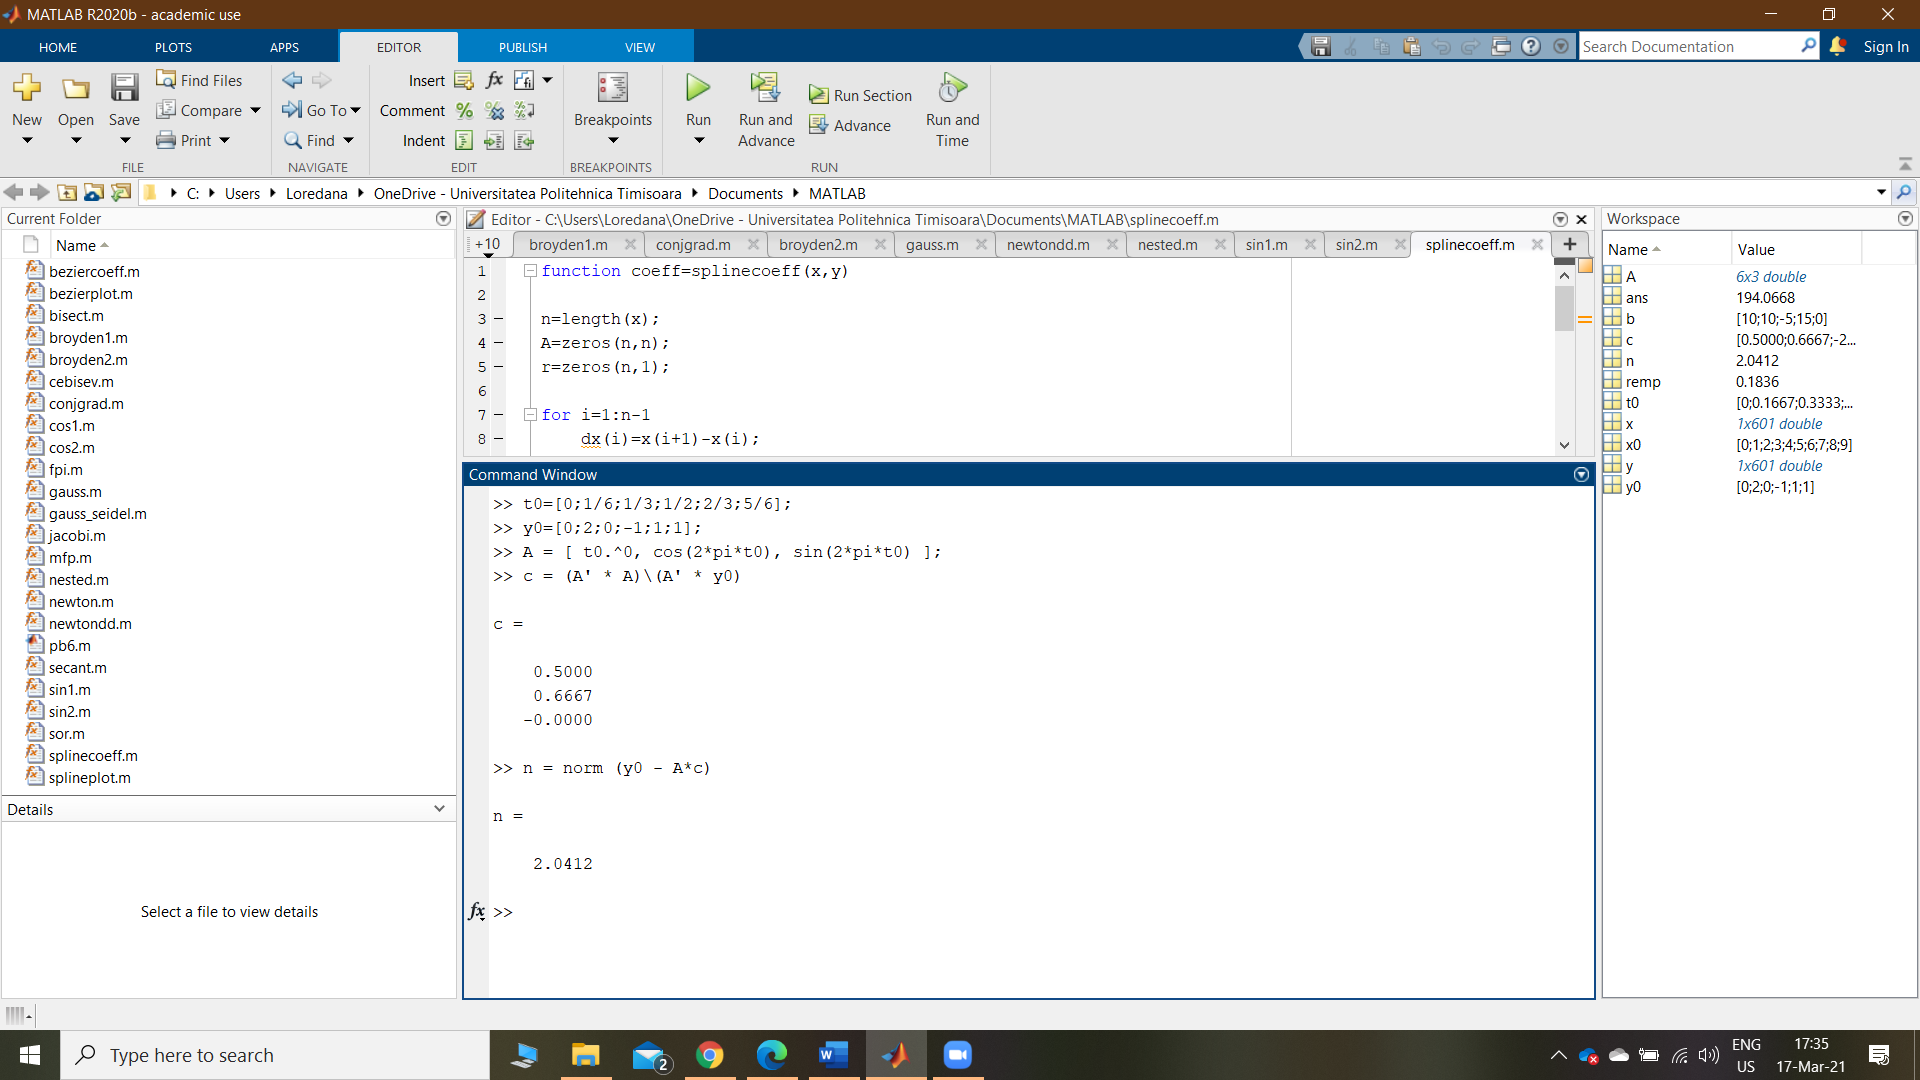 MATLAB R2020b - academic use
HOME PLOTS APPS EDITOR PUBLISH VIEW
Search Documentation
Sign In
New
Open
Save
Find Files
Compare
Print
FILE
Go To
Find
NAVIGATE
Insert fx
Comment
Indent
EDIT
Breakpoints
BREAKPOINTS
Run
Run and Advance
Run Section
Advance
Run and Time
RUN
C: Users Loredana OneDrive - Universitatea Politehnica Timisoara Documents MATLAB
Current Folder
Name
beziercoeff.m
bezierplot.m
bisect.m
broyden1.m
broyden2.m
cebisev.m
conjgrad.m
cos1.m
cos2.m
fpi.m
gauss.m
gauss_seidel.m
jacobi.m
mfp.m
nested.m
newton.m
newtondd.m
pb6.m
secant.m
sin1.m
sin2.m
sor.m
splinecoeff.m
splineplot.m
Details
Select a file to view details
Editor - C:\Users\Loredana\OneDrive - Universitatea Politehnica Timisoara\Documents\MATLAB\splinecoeff.m
+10 broyden1.m conjgrad.m broyden2.m gauss.m newtondd.m nested.m sin1.m sin2.m splinecoeff.m
1 function coeff=splinecoeff(x,y)
2
3 n=length(x);
4 A=zeros(n,n);
5 r=zeros(n,1);
6
7 for i=1:n-1
8 dx(i)=x(i+1)-x(i);
Command Window
>> t0=[0;1/6;1/3;1/2;2/3;5/6];
>> y0=[0;2;0;-1;1;1];
>> A = [ t0.^0, cos(2*pi*t0), sin(2*pi*t0) ];
>> c = (A' * A)\(A' * y0)
c =
0.5000
0.6667
-0.0000
>> n = norm (y0 - A*c)
n =
2.0412
fx >>
Workspace
Name Value
A 6x3 double
ans 194.0668
b [10;10;-5;15;0]
c [0.5000;0.6667;-2...
n 2.0412
remp 0.1836
t0 [0;0.1667;0.3333;...
x 1x601 double
x0 [0;1;2;3;4;5;6;7;8;9]
y 1x601 double
y0 [0;2;0;-1;1;1]
Type here to search
2
ENG
US
17:35
17-Mar-21